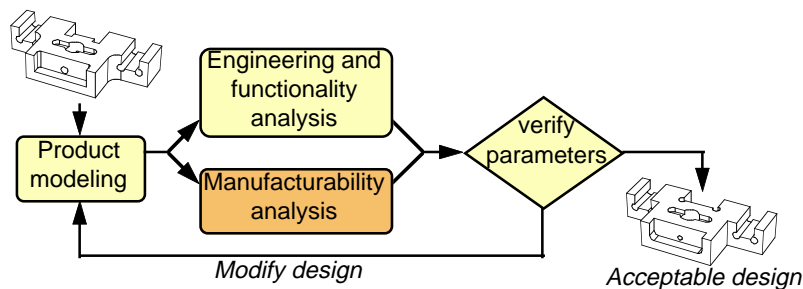 Engineering and
functionality
analysis
Product
modeling
Manufacturability
analysis
verify
parameters
Modify design
Acceptable design